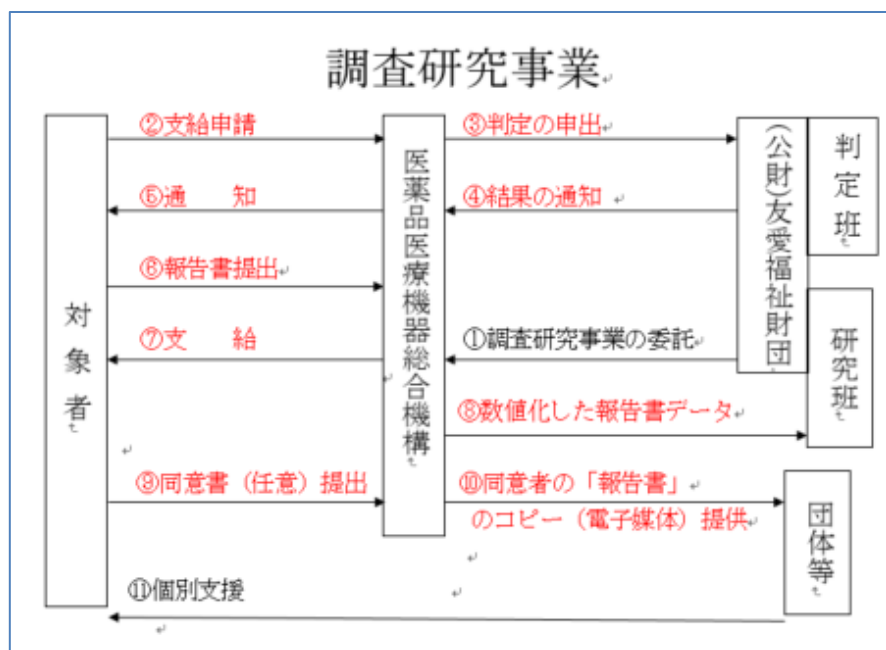 調査研究事業
②支給申請
③判定の申出
⑤通　　知
④結果の通知
⑥報告書提出
⑦支　　給
①調査研究事業の委託
⑧数値化した報告書データ
⑨同意書（任意）提出
⑩同意者の「報告書」
のコピー（電子媒体）提供
⑪個別支援
対象者
医薬品医療機器総合機構
(公財)友愛福祉財団
判定班
研究班
団体等